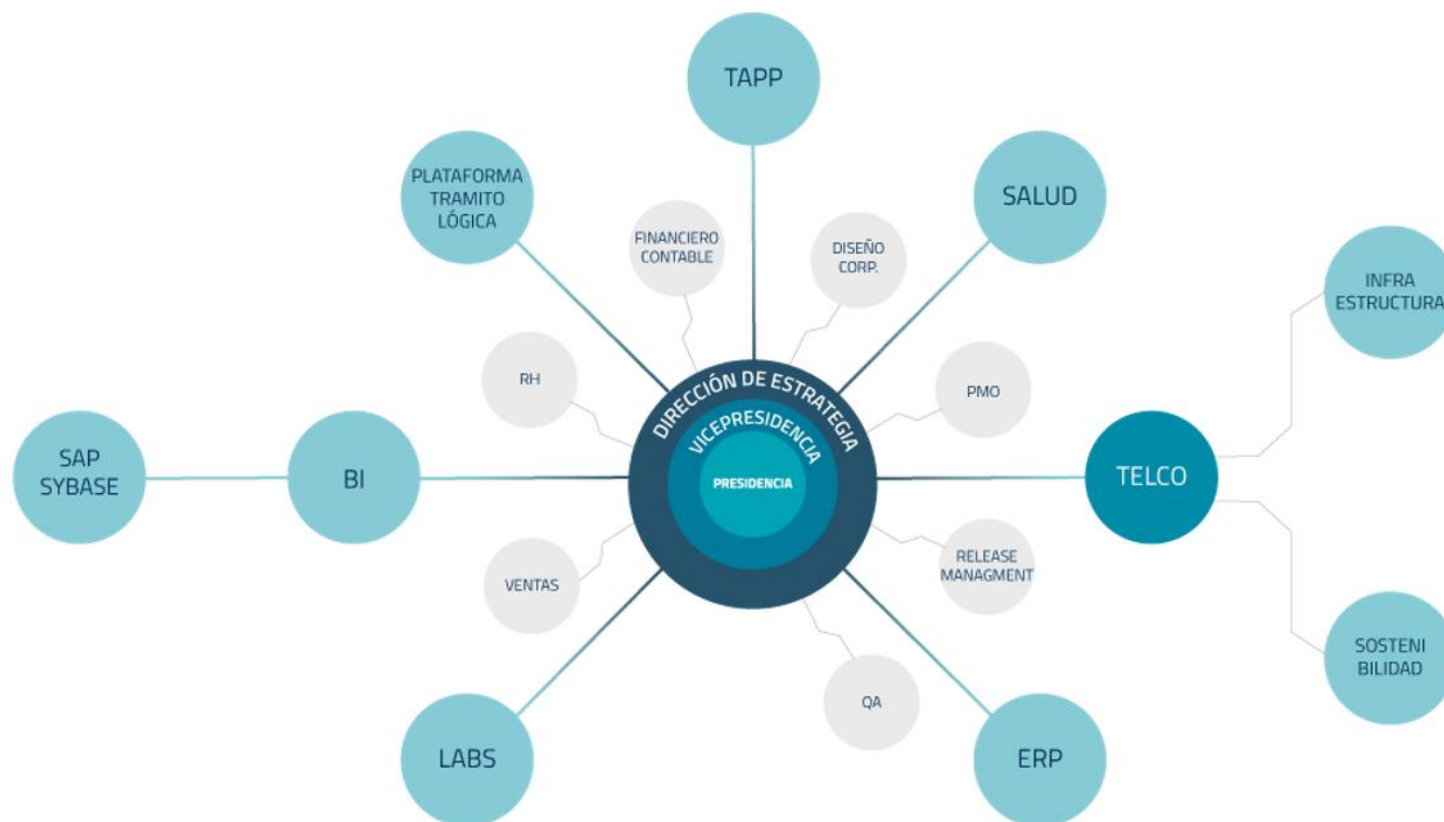 TAPP
PLATAFORMA
TRAMITO
LÓGICA
SALUD
FINANCIERO
CONTABLE
DISEÑO
CORP.
INFRA
ESTRUCTURA
RH
PMO
DIRECCIÓN DE ESTRATEGIA
VICEPRESIDENCIA
PRESIDENCIA
SAP
SYBASE
BI
TELCO
VENTAS
RELEASE
MANAGMENT
SOSTENI
BILIDAD
QA
LABS
ERP